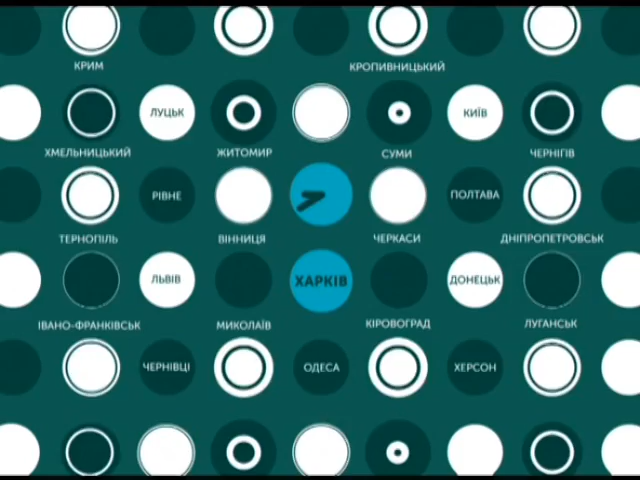 КРИМ
КРОПИВНИЦЬКИЙ
ЛУЦЬК
КИЇВ
ХМЕЛЬНИЦЬКИЙ
ЖИТОМИР
СУМИ
ЧЕРНІГІВ
РІВНЕ
ПОЛТАВА
ТЕРНОПІЛЬ
ВІННИЦЯ
ЧЕРКАСИ
ДНІПРОПЕТРОВСЬК
ЛЬВІВ
ХАРКІВ
ДОНЕЦЬК
ІВАНО-ФРАНКІВСЬК
МИКОЛАЇВ
КІРОВОГРАД
ЛУГАНСЬК
ЧЕРНІВЦІ
ОДЕСА
ХЕРСОН